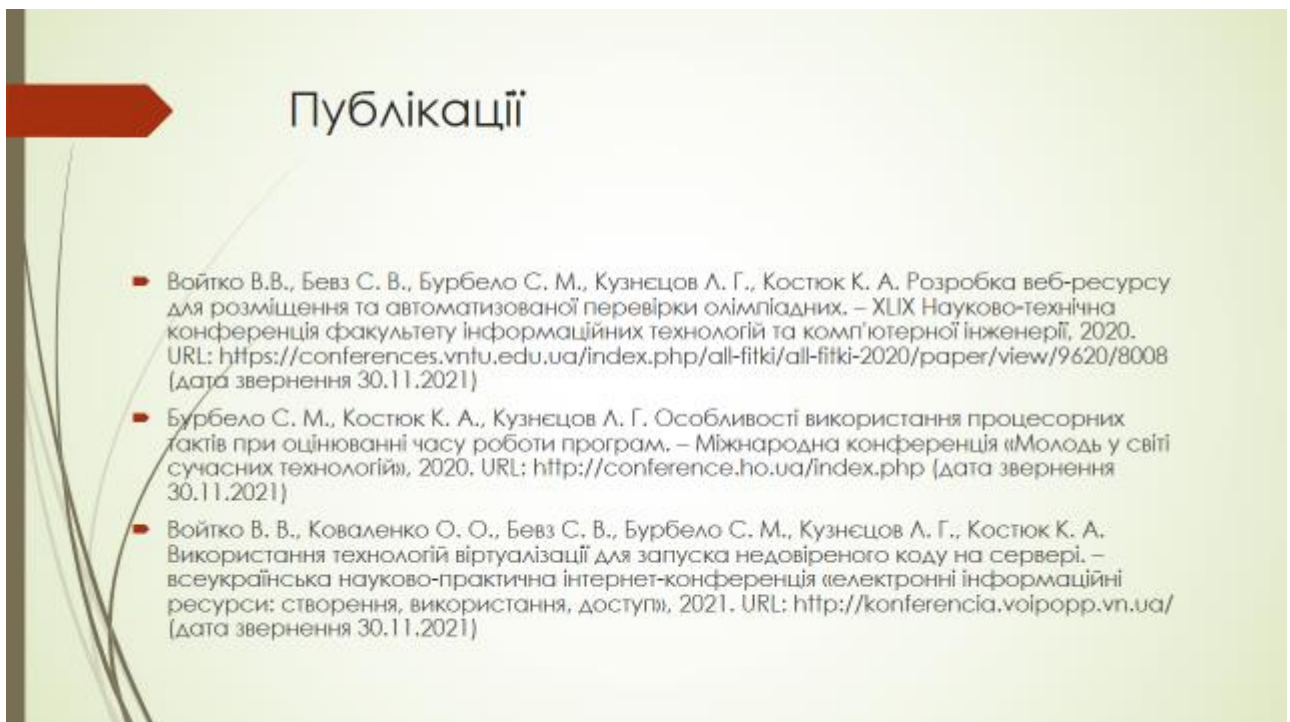 Публікації
Войтко В.В., Бевз С. В., Бурбело С. М., Кузнєцов Л. Г., Костюк К. А. Розробка веб-ресурсу
для розміщення та автоматизованої перевірки олімпіадних. – XLIX Науково-технічна
конференція факультету інформаційних технологій та комп'ютерної інженерії, 2020.
URL: https://conferences.vntu.edu.ua/index.php/all-fitki/all-fitki-2020/paper/view/9620/8008
(дата звернення 30.11.2021)
Бурбело С. М., Костюк К. А., Кузнєцов Л. Г. Особливості використання процесорних
тактів при оцінюванні часу роботи програм. – Міжнародна конференція «Молодь у світі
сучасних технологій», 2020. URL: http://conference.ho.ua/index.php (дата звернення
30.11.2021)
Войтко В. В., Коваленко О. О., Бевз С. В., Бурбело С. М., Кузнєцов Л. Г., Костюк К. А.
Використання технологій віртуалізації для запуска недовіреного коду на сервері. –
всеукраїнська науково-практична інтернет-конференція «електронні інформаційні
ресурси: створення, використання, доступ», 2021. URL: http://konferencia.voipopp.vn.ua/
(дата звернення 30.11.2021)